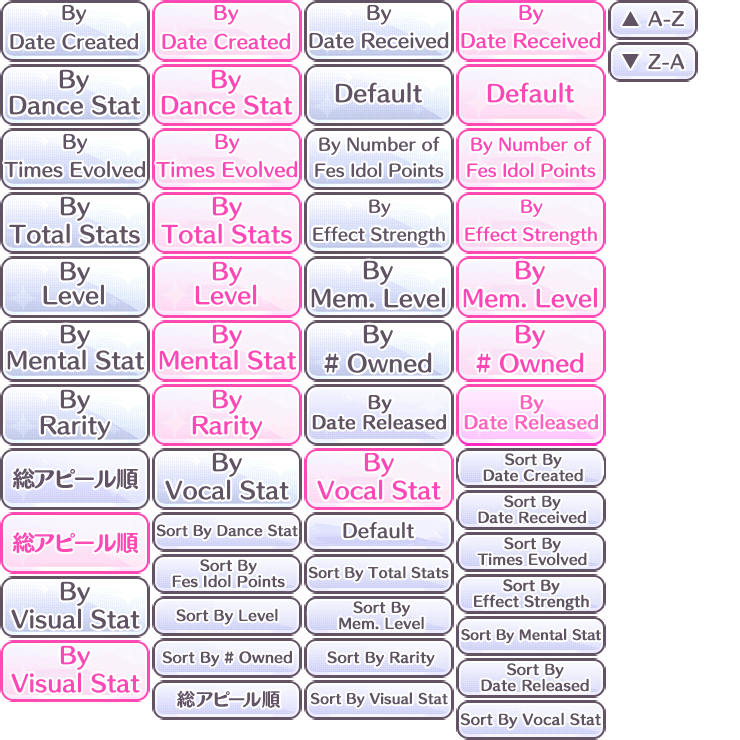 By
Date Created
By
Date Created
By
Date Received
By
Date Received
▲ A-Z
▼ Z-A
By
Dance Stat
By
Dance Stat
Default
Default
By
Times Evolved
By
Times Evolved
By Number of
Fes Idol Points
By Number of
Fes Idol Points
By
Total Stats
By
Total Stats
By
Effect Strength
By
Effect Strength
By
Level
By
Level
By
Mem. Level
By
Mem. Level
By
Mental Stat
By
Mental Stat
By
# Owned
By
# Owned
By
Rarity
By
Rarity
By
Date Released
By
Date Released
総アピール順
By
Vocal Stat
By
Vocal Stat
Sort By
Date Created
Sort By
Date Received
総アピール順
Sort By Dance Stat
Default
Sort By
Times Evolved
Sort By
Fes Idol Points
Sort By Total Stats
Sort By
Effect Strength
By
Visual Stat
Sort By Level
Sort By
Mem. Level
Sort By Mental Stat
By
Visual Stat
Sort By # Owned
Sort By Rarity
Sort By
Date Released
総アピール順
Sort By Visual Stat
Sort By Vocal Stat